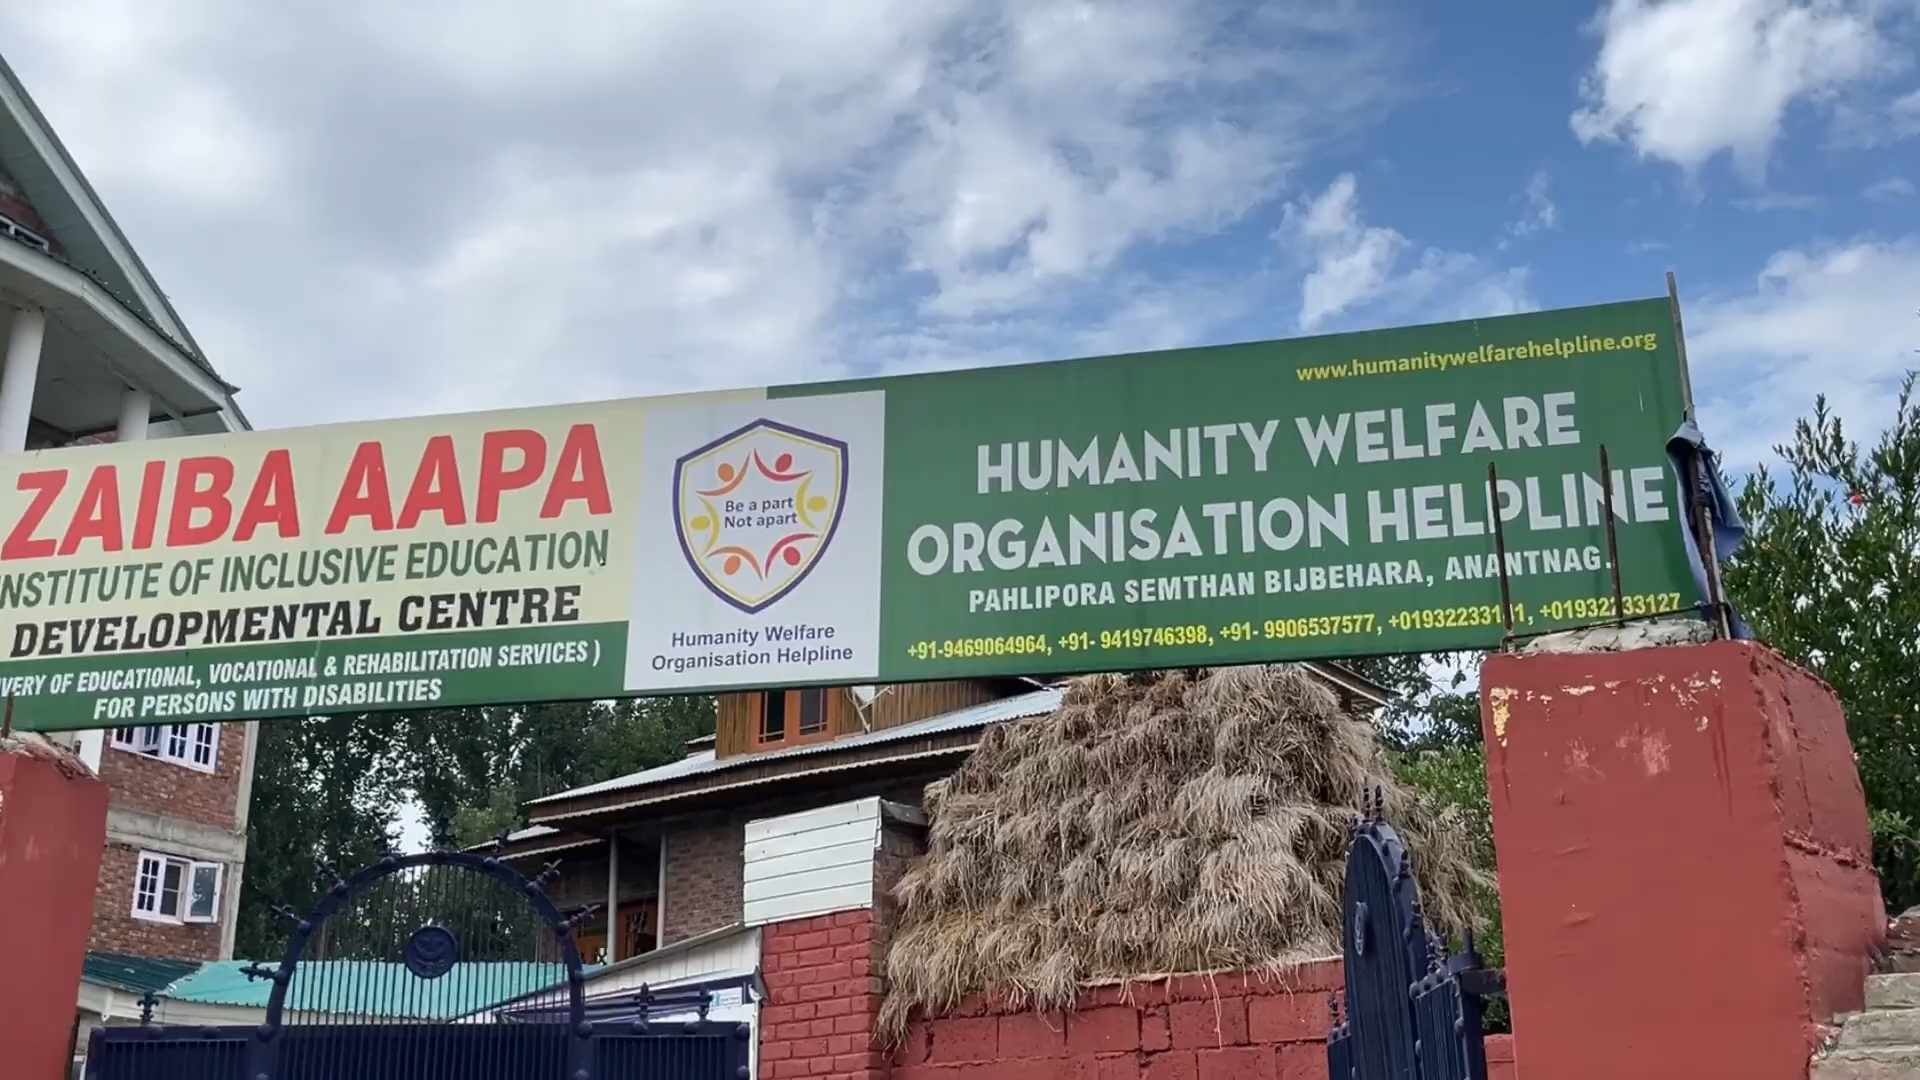 ZAIBA AAPA
INSTITUTE OF INCLUSIVE EDUCATION
DEVELOPMENTAL CENTRE
OF EDUCATIONAL, VOCATIONAL & REHABILITATION SERVICES )
FOR PERSONS WITH DISABILITIES
Be a part
Not apart
Humanity Welfare
Organisation Helpline
www.humanitywelfarehelpline.org
HUMANITY WELFARE
ORGANISATION HELPLINE
PAHLIPORA SEMTHAN BIJBEHARA, ANANTNAG.
+91-9469064964, +91- 9419746398, +91- 9906537577, +01932233127